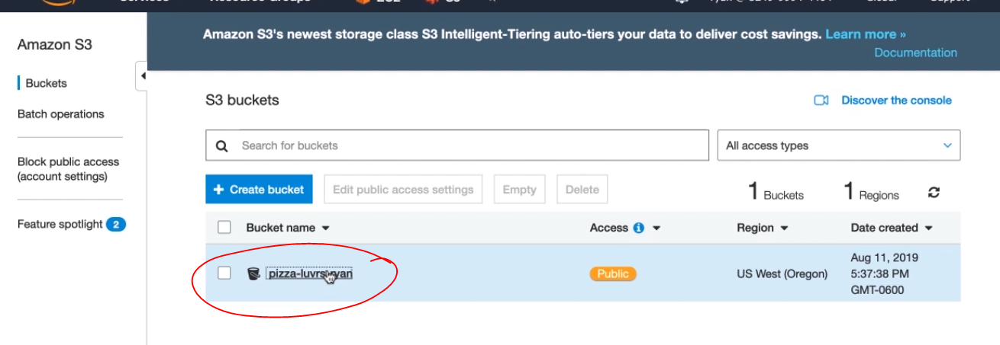 Amazon S3's newest storage class S3 Intelligent-Tiering auto-tiers your data to deliver cost savings. Learn more »
Documentation
Amazon S3
Buckets
Batch operations
Block public access
(account settings)
Feature spotlight 2
S3 buckets
Discover the console
Search for buckets
All access types
+ Create bucket Edit public access settings Empty Delete
1 Buckets 1 Regions
Bucket name Access Region Date created
pizza-luvrs-ryan Public US West (Oregon) Aug 11, 2019
5:37:38 PM
GMT-0600